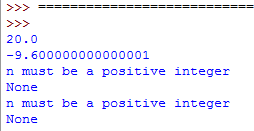 >>> ===========================
>>>
20.0
-9.600000000000001
n must be a positive integer
None
n must be a positive integer
None